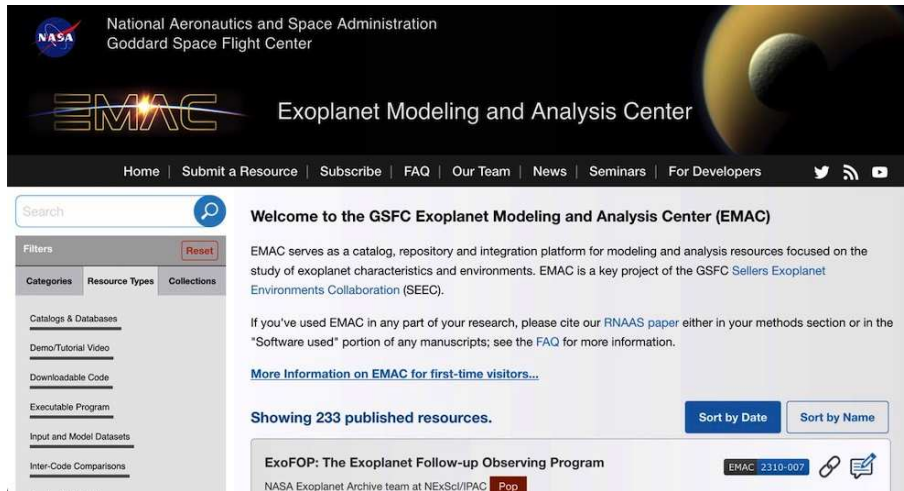 NASA
National Aeronautics and Space Administration
Goddard Space Flight Center
EMAC
Exoplanet Modeling and Analysis Center
Home | Submit a Resource | Subscribe | FAQ | Our Team | News | Seminars | For Developers
Search
Filters
Reset
Categories
Resource Types
Collections
Catalogs & Databases
Demo/Tutorial Video
Downloadable Code
Executable Program
Input and Model Datasets
Inter-Code Comparisons
Welcome to the GSFC Exoplanet Modeling and Analysis Center (EMAC)
EMAC serves as a catalog, repository and integration platform for modeling and analysis resources focused on the
study of exoplanet characteristics and environments. EMAC is a key project of the GSFC Sellers Exoplanet
Environments Collaboration (SEEC).
If you've used EMAC in any part of your research, please cite our RNAAS paper either in your methods section or in the
"Software used" portion of any manuscripts; see the FAQ for more information.
More Information on EMAC for first-time visitors...
Showing 233 published resources.
Sort by Date
Sort by Name
ExoFOP: The Exoplanet Follow-up Observing Program
EMAC 2310-007
NASA Exoplanet Archive team at NExScI/IPAC Pop